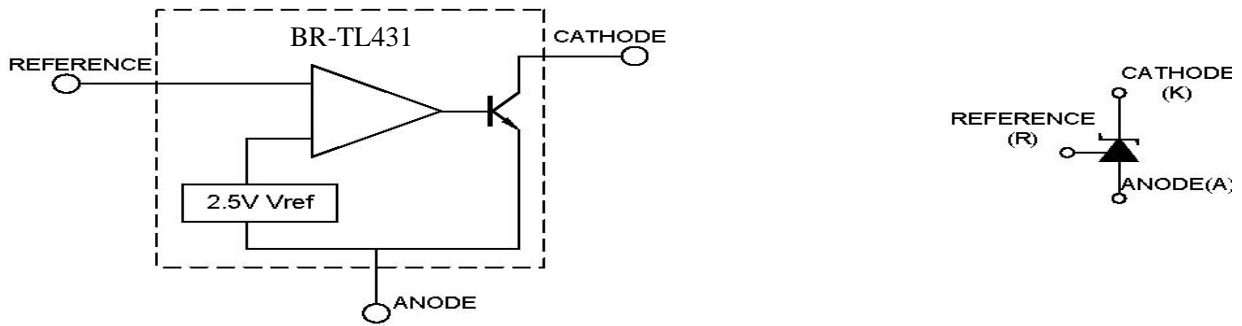 BR-TL431
CATHODE
REFERENCE
2.5V Vref
ANODE
CATHODE
(K)
REFERENCE
(R)
ANODE(A)